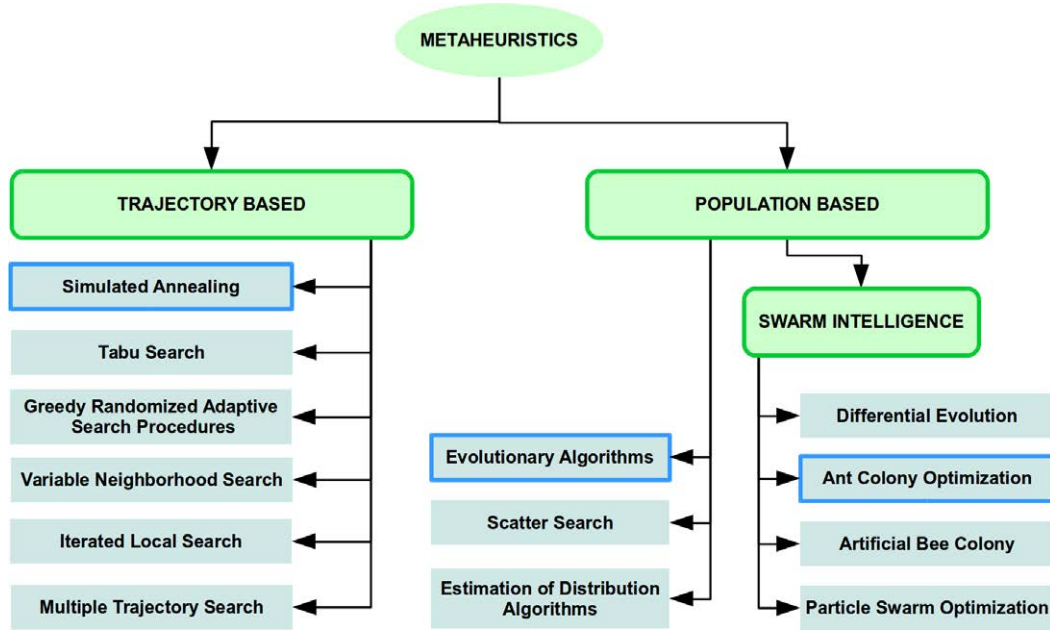 METAHEURISTICS
TRAJECTORY BASED
Simulated Annealing
Tabu Search
Greedy Randomized Adaptive
Search Procedures
Variable Neighborhood Search
Iterated Local Search
Multiple Trajectory Search
POPULATION BASED
Evolutionary Algorithms
Scatter Search
Estimation of Distribution
Algorithms
SWARM INTELLIGENCE
Differential Evolution
Ant Colony Optimization
Artificial Bee Colony
Particle Swarm Optimization